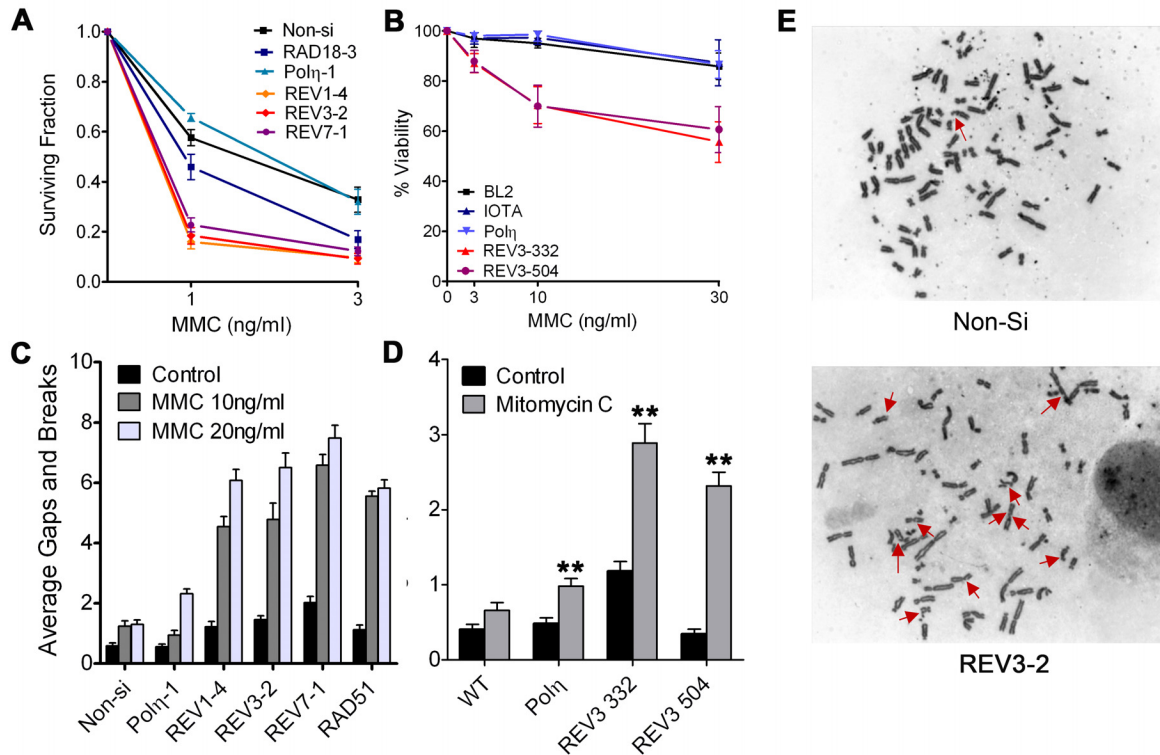 A
Surviving Fraction
1.0
0.8
0.6
0.4
0.2
0.0
1
3
MMC (ng/ml)
Non-si
RAD18-3
Polη-1
REV1-4
REV3-2
REV7-1
B
% Viability
100
80
60
40
20
0
0
3
10
30
MMC (ng/ml)
BL2
IOTA
Polη
REV3-332
REV3-504
C
Average Gaps and Breaks
10
8
6
4
2
0
Control
MMC 10ng/ml
MMC 20ng/ml
Non-si
Polη-1
REV1-4
REV3-2
REV7-1
RAD51
D
4
3
2
1
0
Control
Mitomycin C
**
**
**
WT
Polη
REV3 332
REV3 504
E
Non-Si
REV3-2